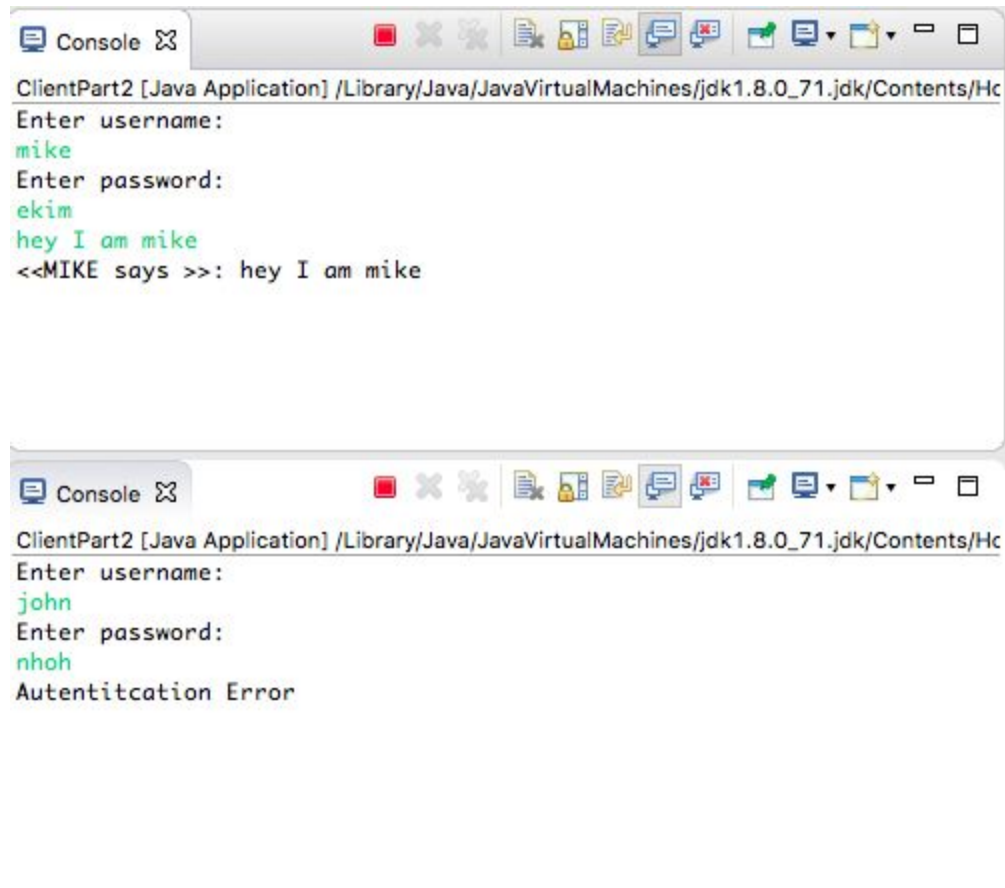 Console
ClientPart2 [Java Application] /Library/Java/JavaVirtualMachines/jdk1.8.0_71.jdk/Contents/Hc
Enter username:
mike
Enter password:
ekim
hey I am mike
<<MIKE says >>: hey I am mike
Console
ClientPart2 [Java Application] /Library/Java/JavaVirtualMachines/jdk1.8.0_71.jdk/Contents/Hc
Enter username:
john
Enter password:
nhoh
Autentitcation Error